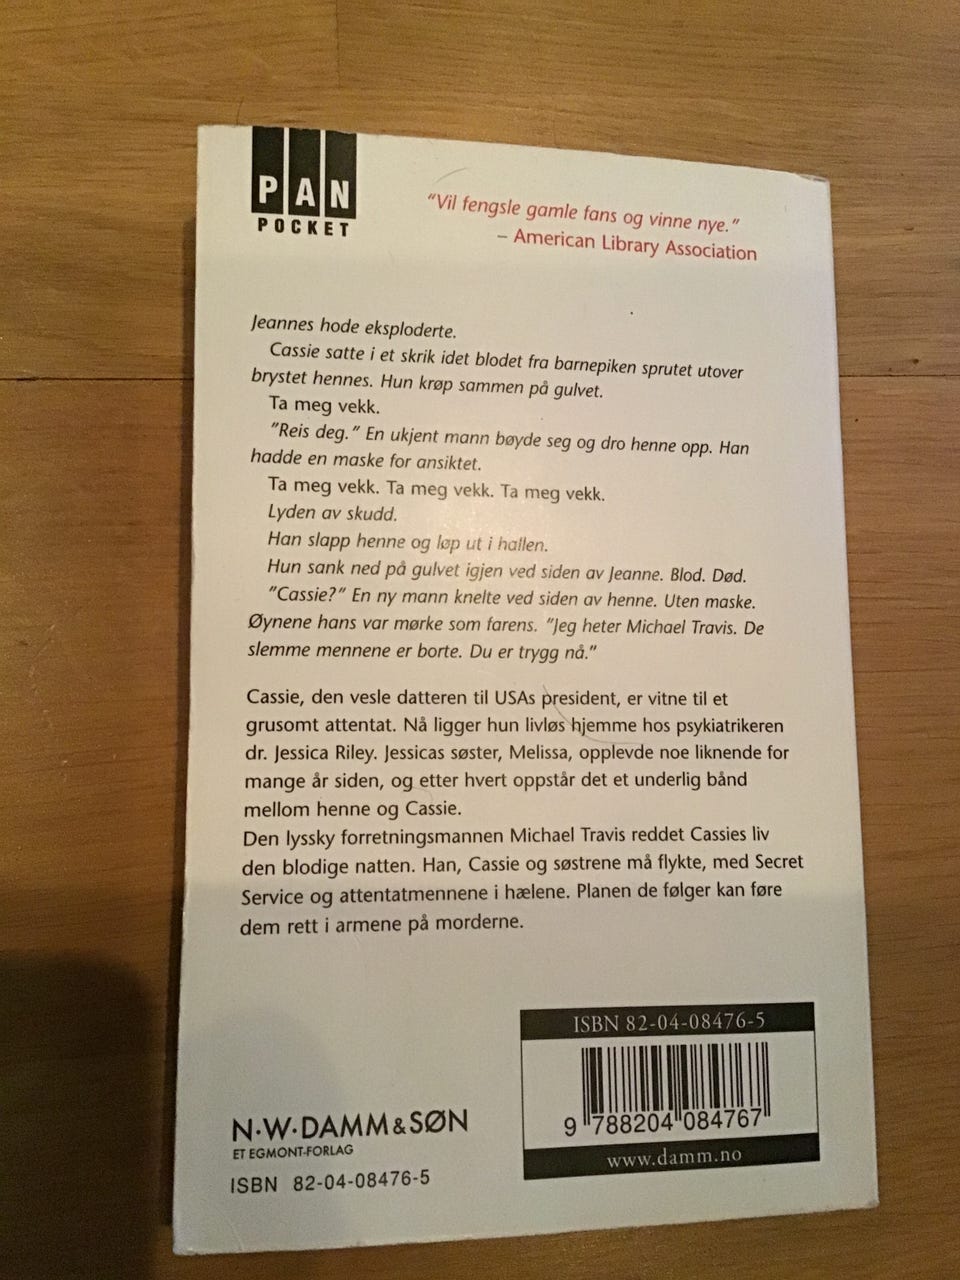 PAN
POCKET
"Vil fengsle gamle fans og vinne nye."
– American Library Association
Jeannes hode eksploderte.
Cassie satte i et skrik idet blodet fra barnepiken sprutet utover
brystet hennes. Hun krøp sammen på gulvet.
Ta meg vekk.
"Reis deg." En ukjent mann bøyde seg og dro henne opp. Han
hadde en maske for ansiktet.
Ta meg vekk. Ta meg vekk. Ta meg vekk.
Lyden av skudd.
Han slapp henne og løp ut i hallen.
Hun sank ned på gulvet igjen ved siden av Jeanne. Blod. Død.
"Cassie?" En ny mann knelte ved siden av henne. Uten maske.
Øynene hans var mørke som farens. "Jeg heter Michael Travis. De
slemme mennene er borte. Du er trygg nå."
Cassie, den vesle datteren til USAs president, er vitne til et
grusomt attentat. Nå ligger hun livløs hjemme hos psykiatrikeren
dr. Jessica Riley. Jessicas søster, Melissa, opplevde noe liknende for
mange år siden, og etter hvert oppstår det et underlig bånd
mellom henne og Cassie.
Den lyssky forretningsmannen Michael Travis reddet Cassies liv
den blodige natten. Han, Cassie og søstrene må flykte, med Secret
Service og attentatmennene i hælene. Planen de følger kan føre
dem rett i armene på morderne.
ISBN 82-04-08476-5
9 788204 084767
www.damm.no
N·W·DAMM & SØN
ET EGMONT-FORLAG
ISBN 82-04-08476-5